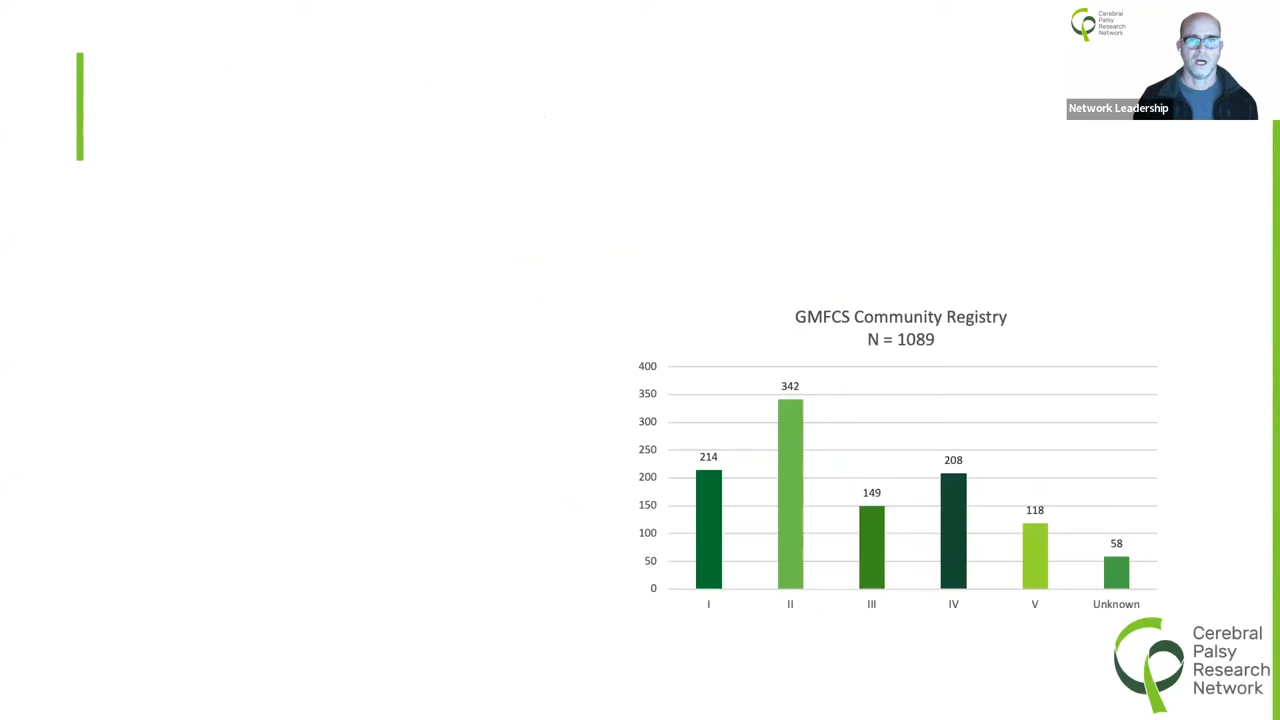 Cerebral
Palsy
Research
Network
Network Leadership
GMFCS Community Registry
N = 1089
400
350
300
250
200
150
100
50
0
342
214
208
149
118
58
I
II
III
IV
V
Unknown
Cerebral
Palsy
Research
Network